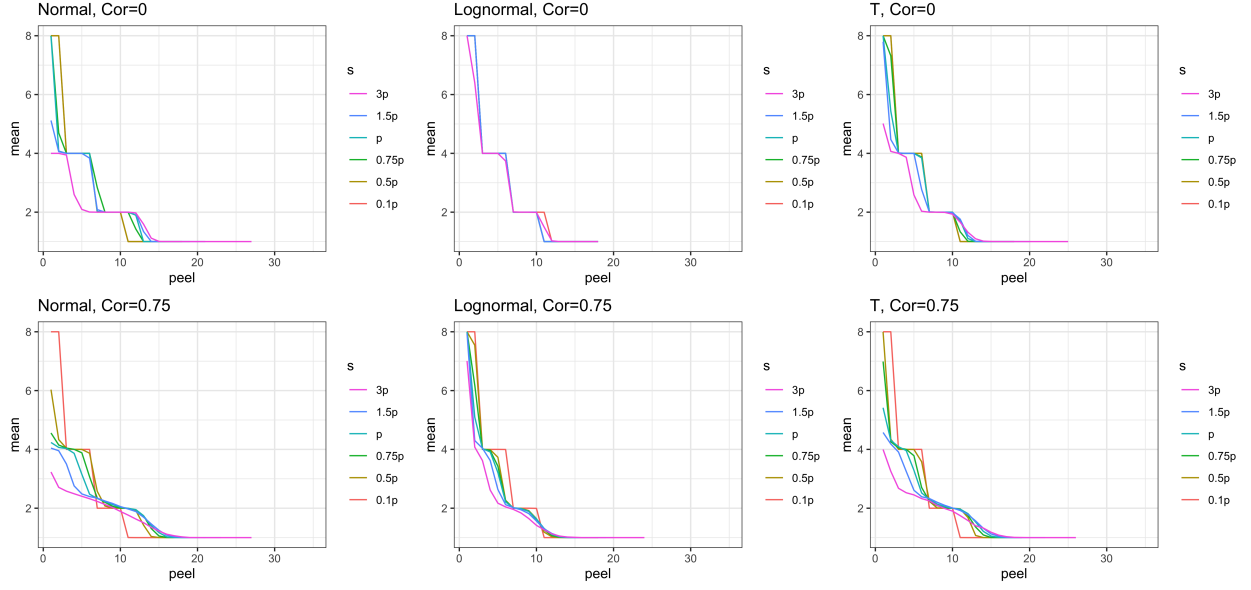 Normal, Cor=0
mean
8
6
4
2
0
10
20
30
peel
s
3p
1.5p
p
0.75p
0.5p
0.1p
Lognormal, Cor=0
mean
8
6
4
2
0
10
20
30
peel
s
3p
1.5p
p
0.75p
0.5p
0.1p
T, Cor=0
mean
8
6
4
2
0
10
20
30
peel
s
3p
1.5p
p
0.75p
0.5p
0.1p
Normal, Cor=0.75
mean
8
6
4
2
0
10
20
30
peel
s
3p
1.5p
p
0.75p
0.5p
0.1p
Lognormal, Cor=0.75
mean
8
6
4
2
0
10
20
30
peel
s
3p
1.5p
p
0.75p
0.5p
0.1p
T, Cor=0.75
mean
8
6
4
2
0
10
20
30
peel
s
3p
1.5p
p
0.75p
0.5p
0.1p